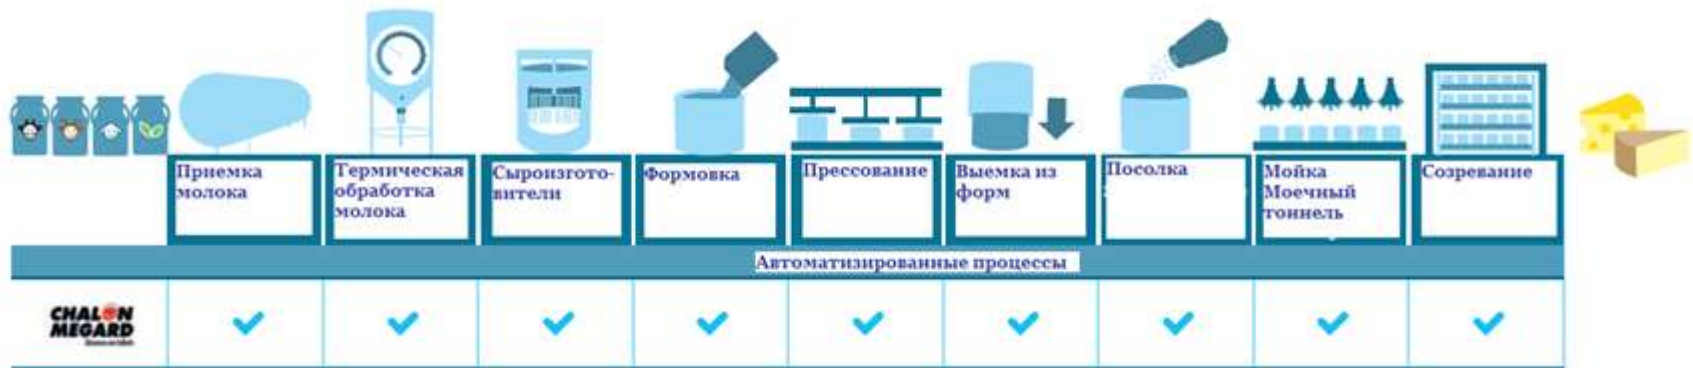 Приемка
молока
Термическая
обработка
молока
Сыроизгото-
вители
Формовка
Прессование
Выемка из
форм
Посолка
Мойка
Моечный
тоннель
Созревание
Автоматизированные процессы
CHALON
MEGARD